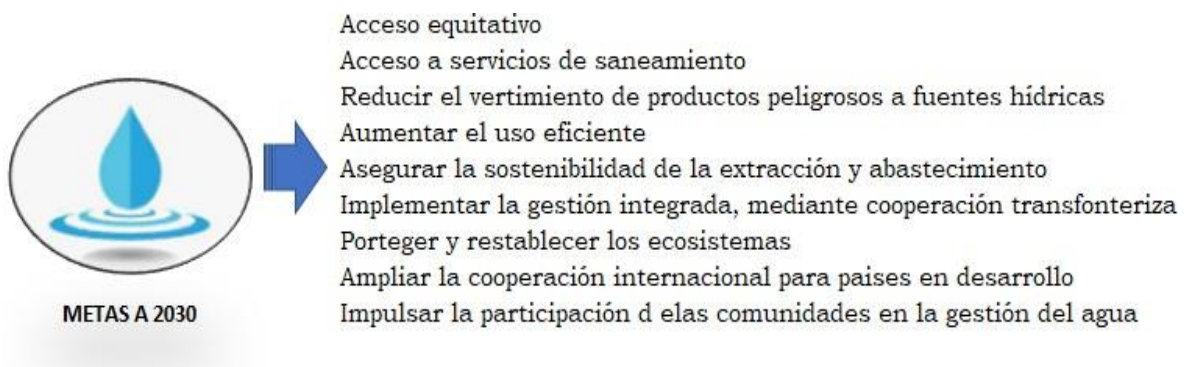 Acceso equitativo
Acceso a servicios de saneamiento
Reducir el vertimiento de productos peligrosos a fuentes hídricas
Aumentar el uso eficiente
Asegurar la sostenibilidad de la extracción y abastecimiento
Implementar la gestión integrada, mediante cooperación transfonteriza
Porteger y restablecer los ecosistemas
Ampliar la cooperación internacional para paises en desarrollo
Impulsar la participación d elas comunidades en la gestión del agua
METAS A 2030